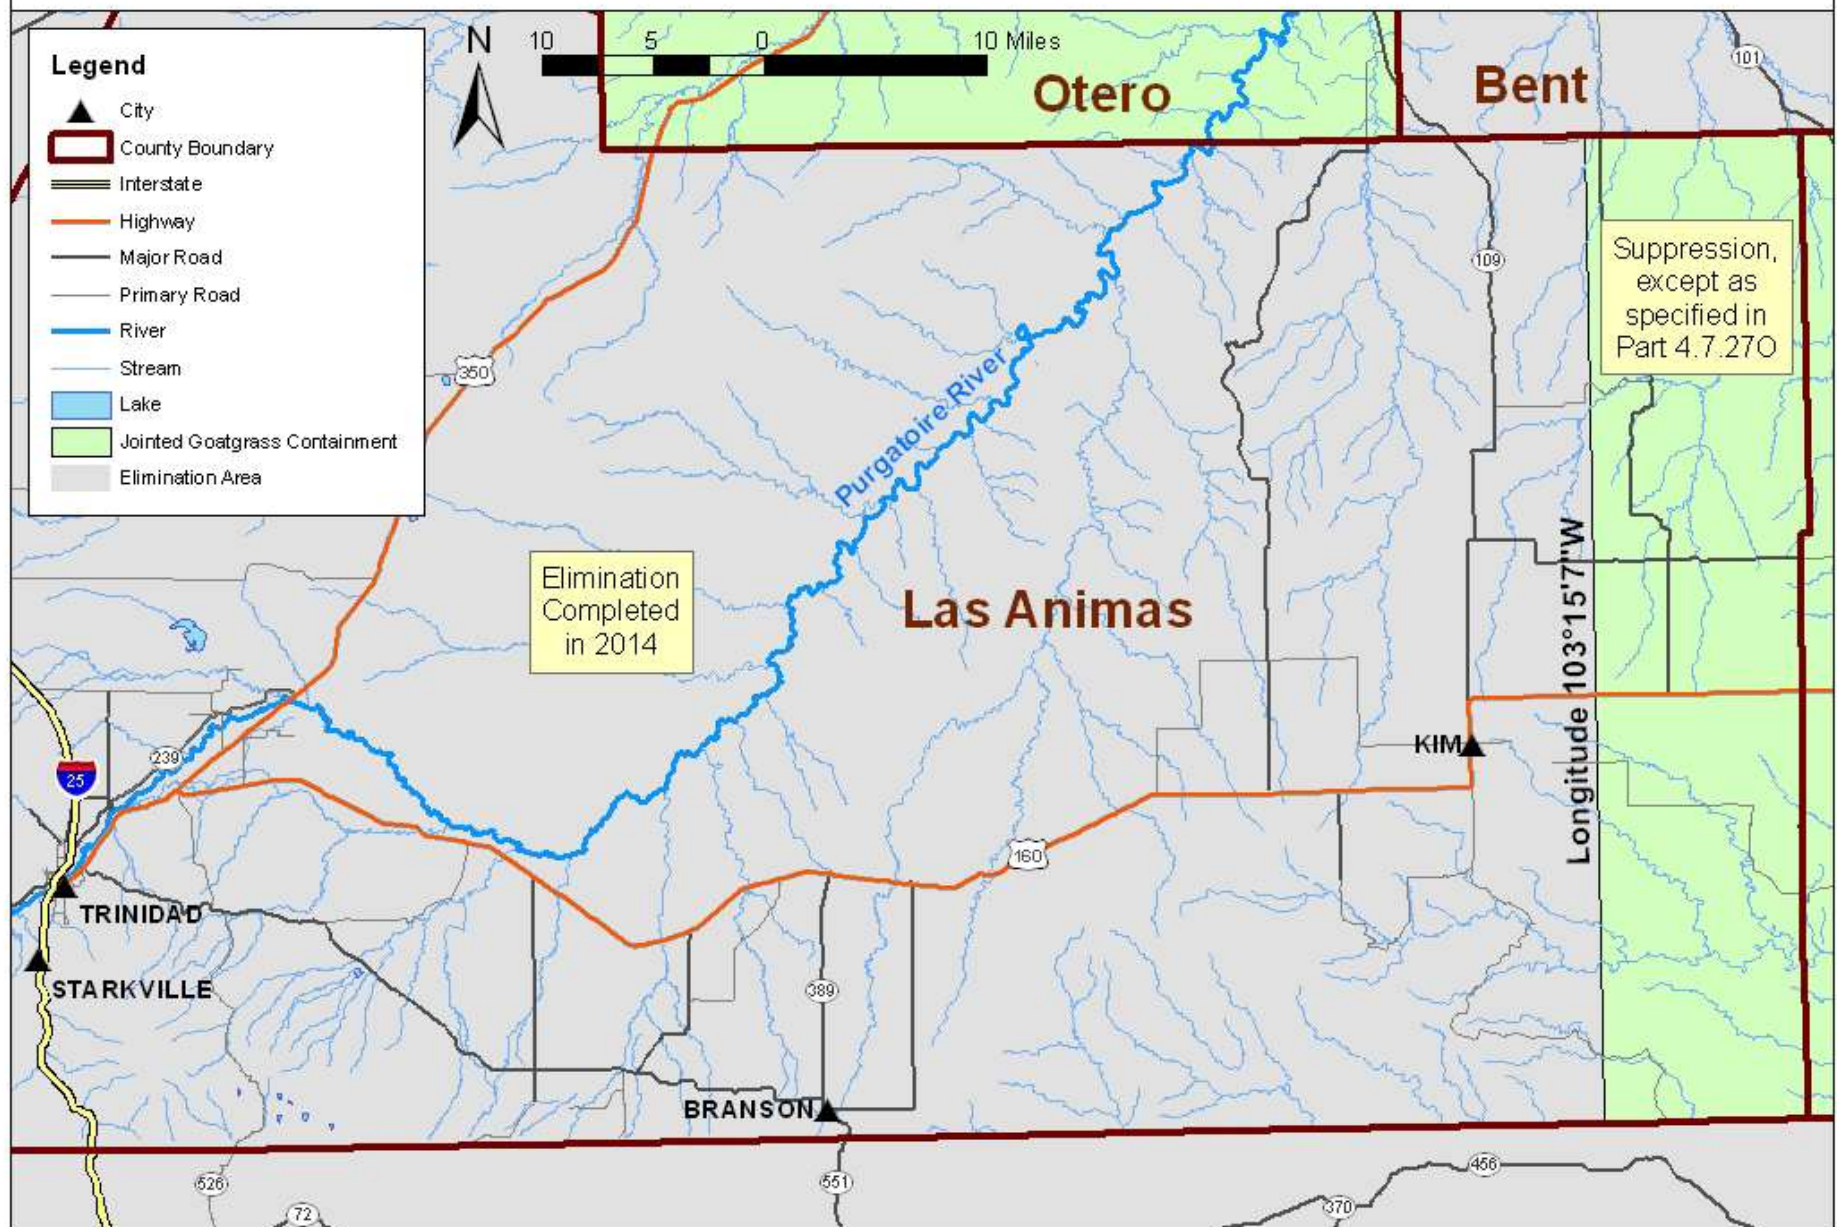 Legend
City
County Boundary
Interstate
Highway
Major Road
Primary Road
River
Stream
Lake
Jointed Goatgrass Containment
Elimination Area
N
10 5 0 10 Miles
Otero
Bent
101
109
Suppression,
except as
specified in
Part 4.7.27O
350
Purgatoire River
Elimination
Completed
in 2014
Las Animas
Longitude 103°15'7"W
239
25
KIM
160
TRINIDAD
STARKVILLE
389
BRANSON
526
72
551
456
370